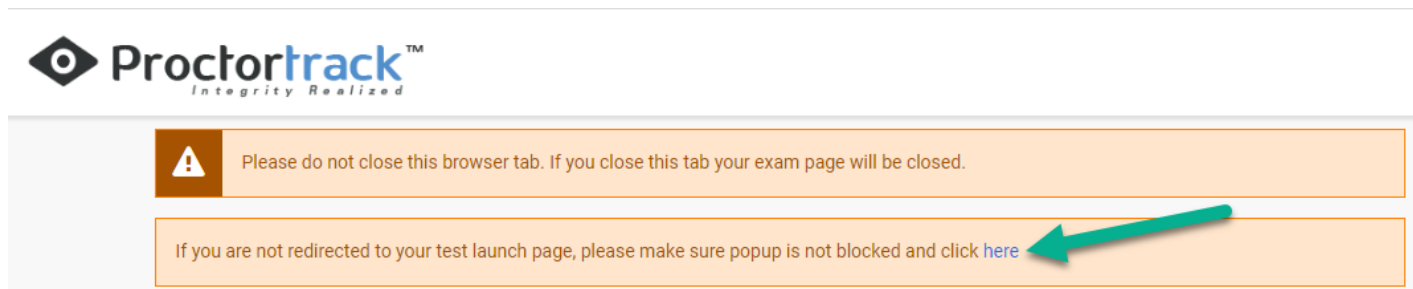 Proctortrack™
Integrity Realized
Please do not close this browser tab. If you close this tab your exam page will be closed.
If you are not redirected to your test launch page, please make sure popup is not blocked and click here